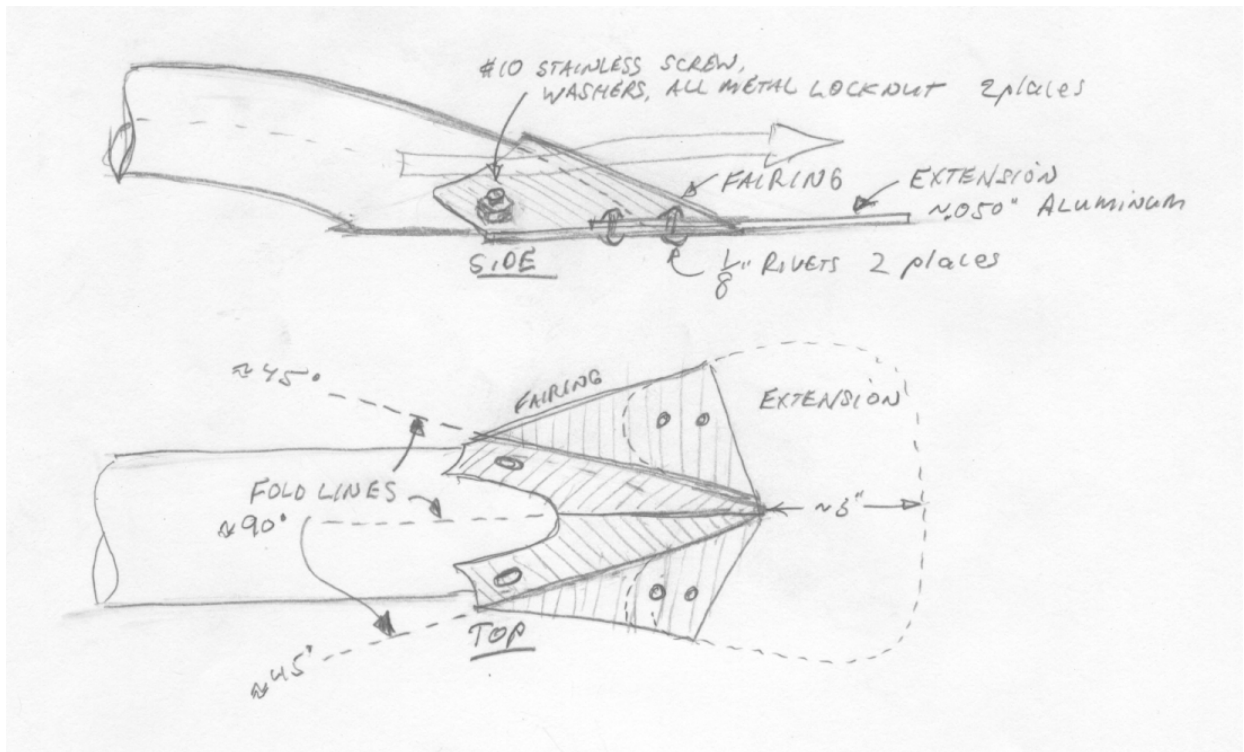 #10 STAINLESS SCREW,
WASHERS, ALL METAL LOCKNUT 2 places
FAIRING
EXTENSION
~.050" ALUMINUM
SIDE
1/8" RIVETS 2 places
≈45°
FAIRING
EXTENSION
FOLD LINES
≈90°
TOP
≈45°